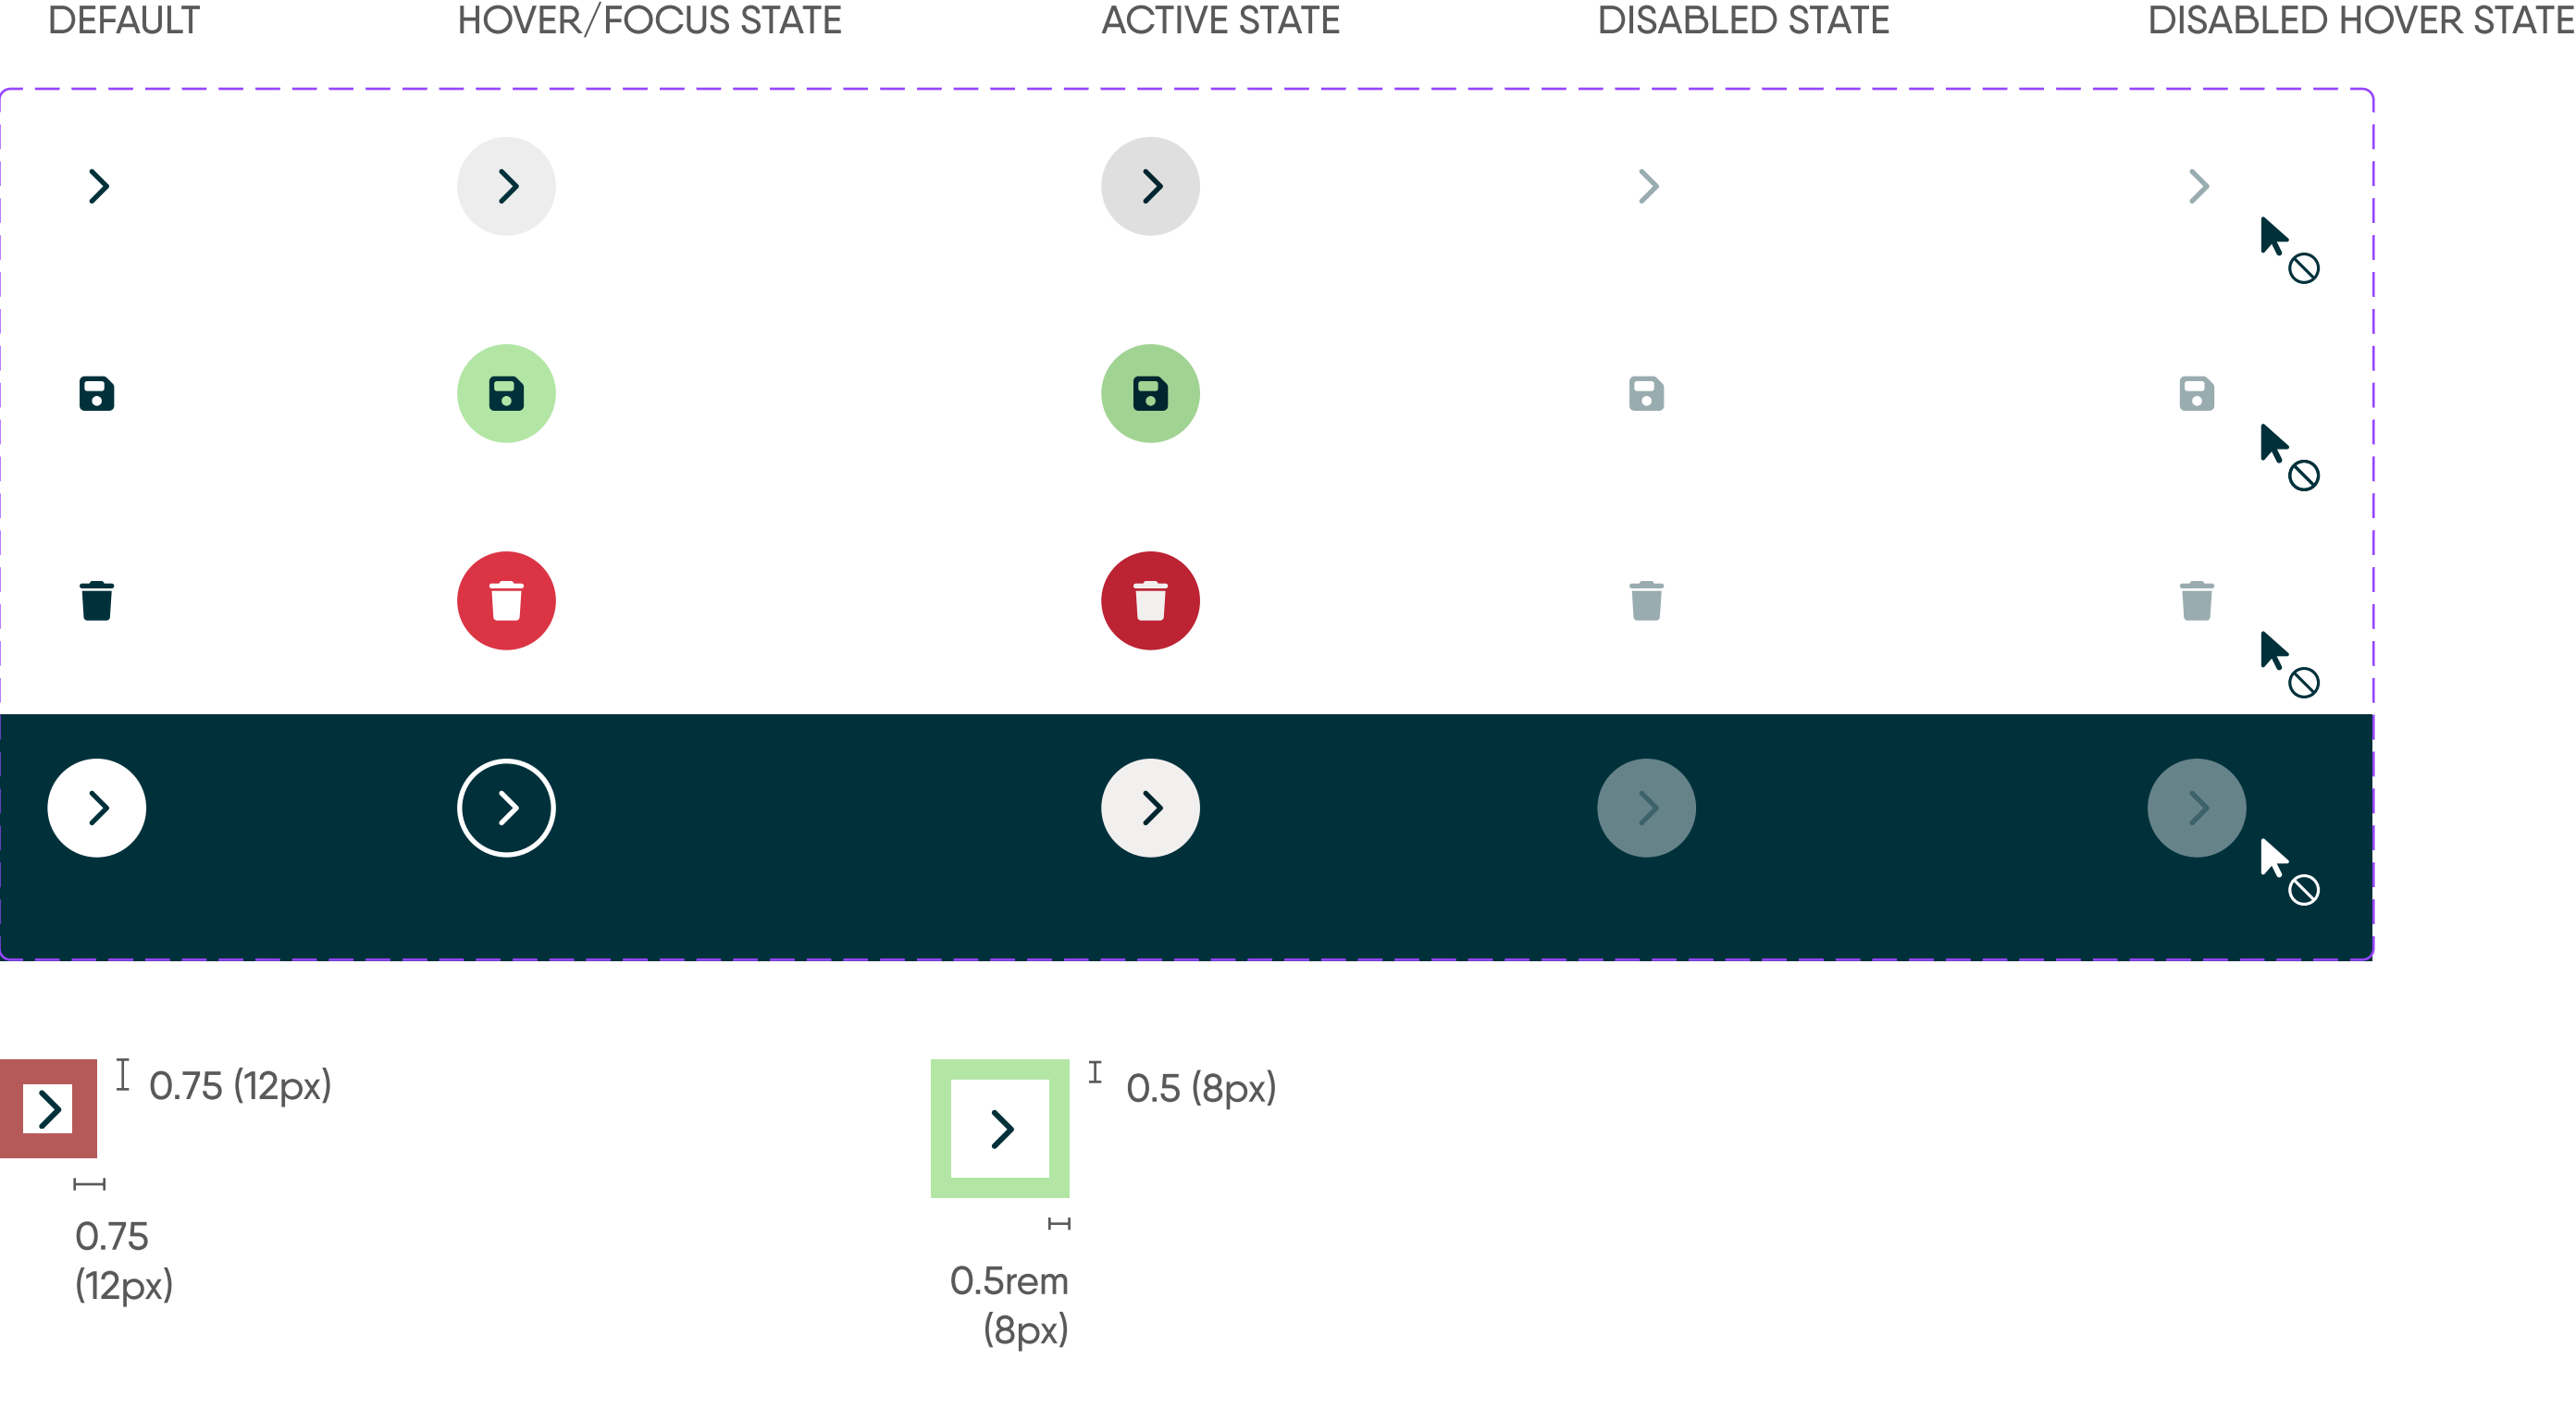 DEFAULT
HOVER/FOCUS STATE
ACTIVE STATE
DISABLED STATE
DISABLED HOVER STATE
0.75 (12px)
0.75
(12px)
0.5 (8px)
0.5rem
(8px)